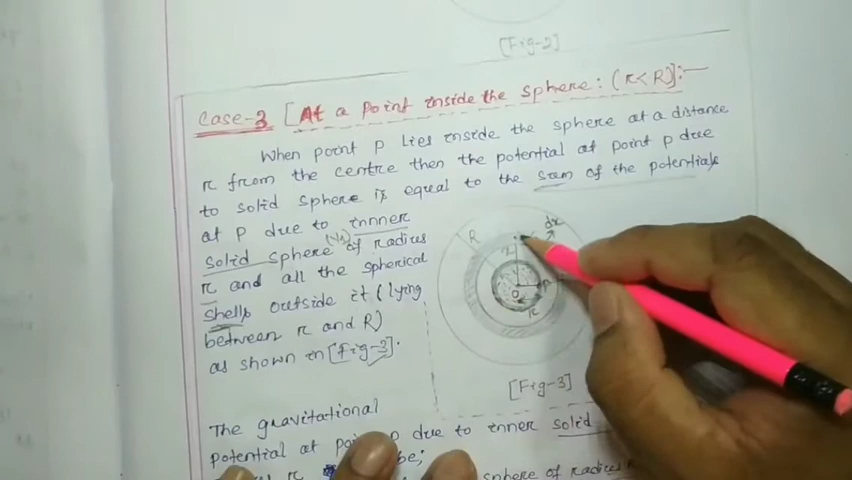 [Fig-2]
Case-3 [At a point inside the sphere: (r<R)]:-
When point P lies inside the sphere at a distance
r from the centre then the potential at point P due
to solid sphere is equal to the sum of the potentials
at P due to innner
solid sphere (Vs) of radius
r and all the spherical
shells outside it (lying
between r and R)
as shown in [Fig-3].
R
dx
x
P
O
r
[Fig-3]
The gravitational
potential at P due to inner solid
r be;
sphere of radius